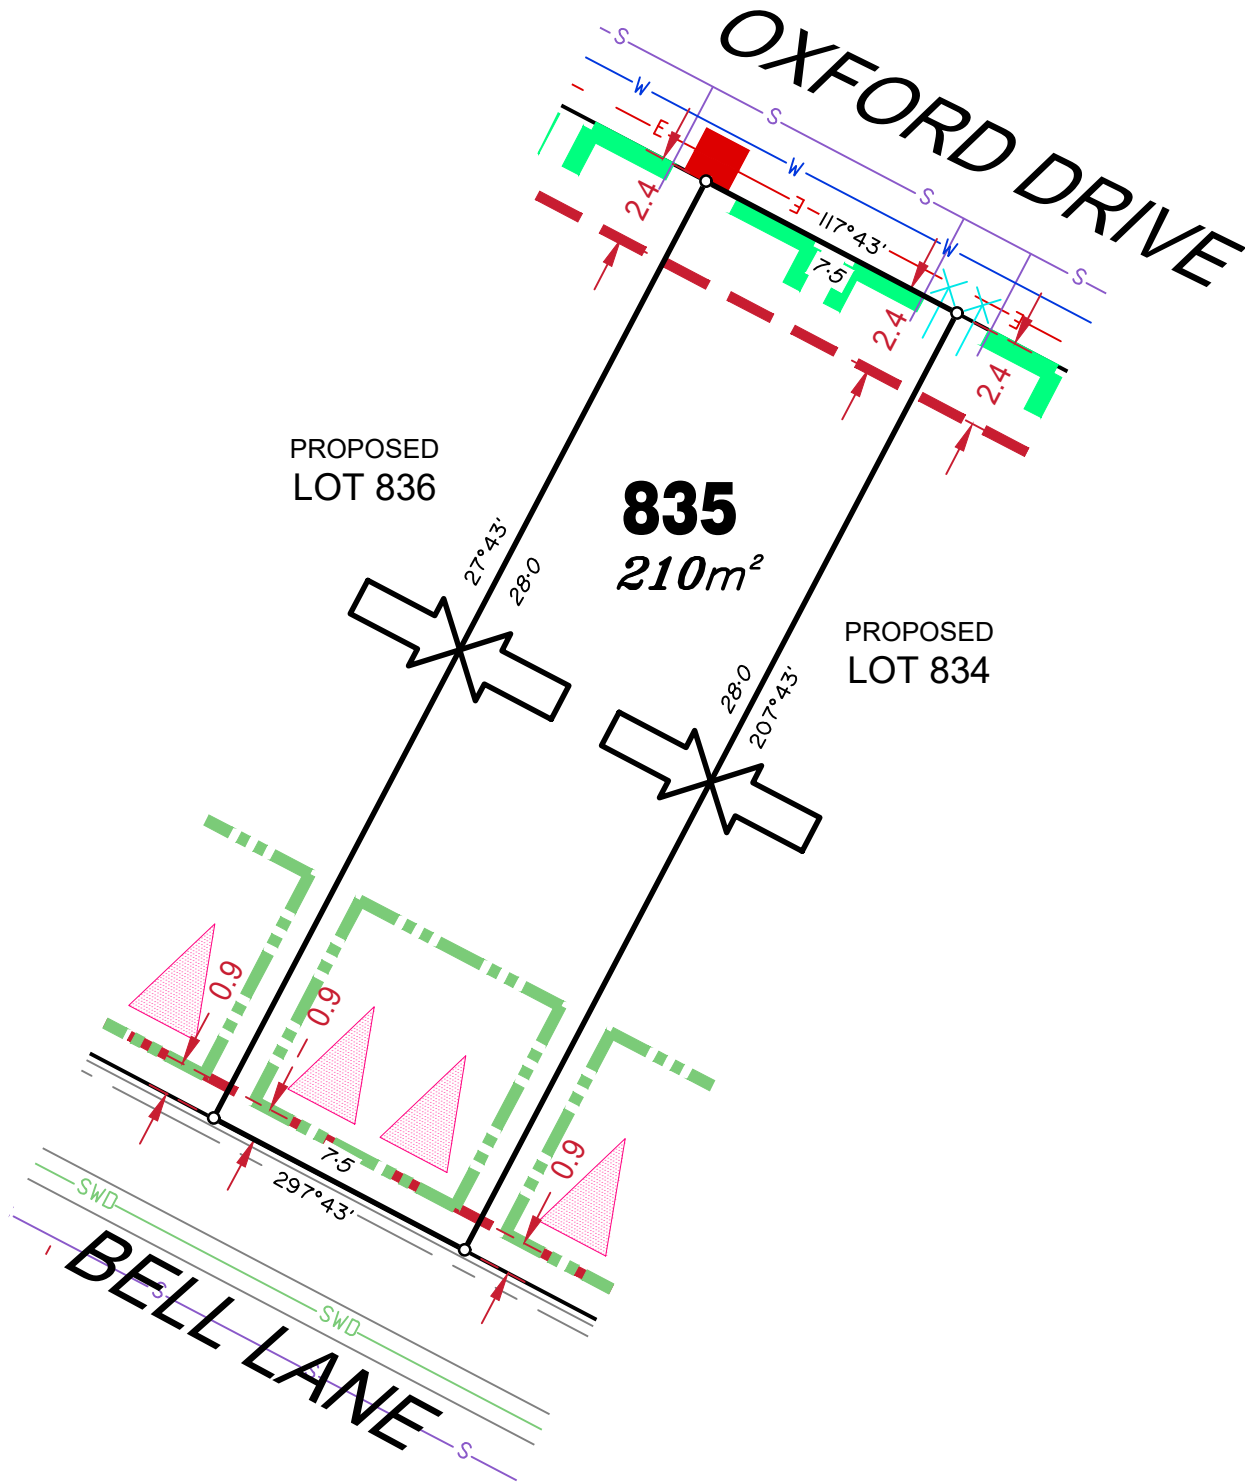 OXFORD DRIVE
S
W
S
E
W
S
E
117°43'
W
S
E
2.4
7·5
2.4
2.4
PROPOSED
LOT 836
835
210m²
27°43'
28·0
PROPOSED
LOT 834
28·0
207°43'
0.9
0.9
0.9
7·5
297°43'
SWD
SWD
S
S
S
BELL LANE